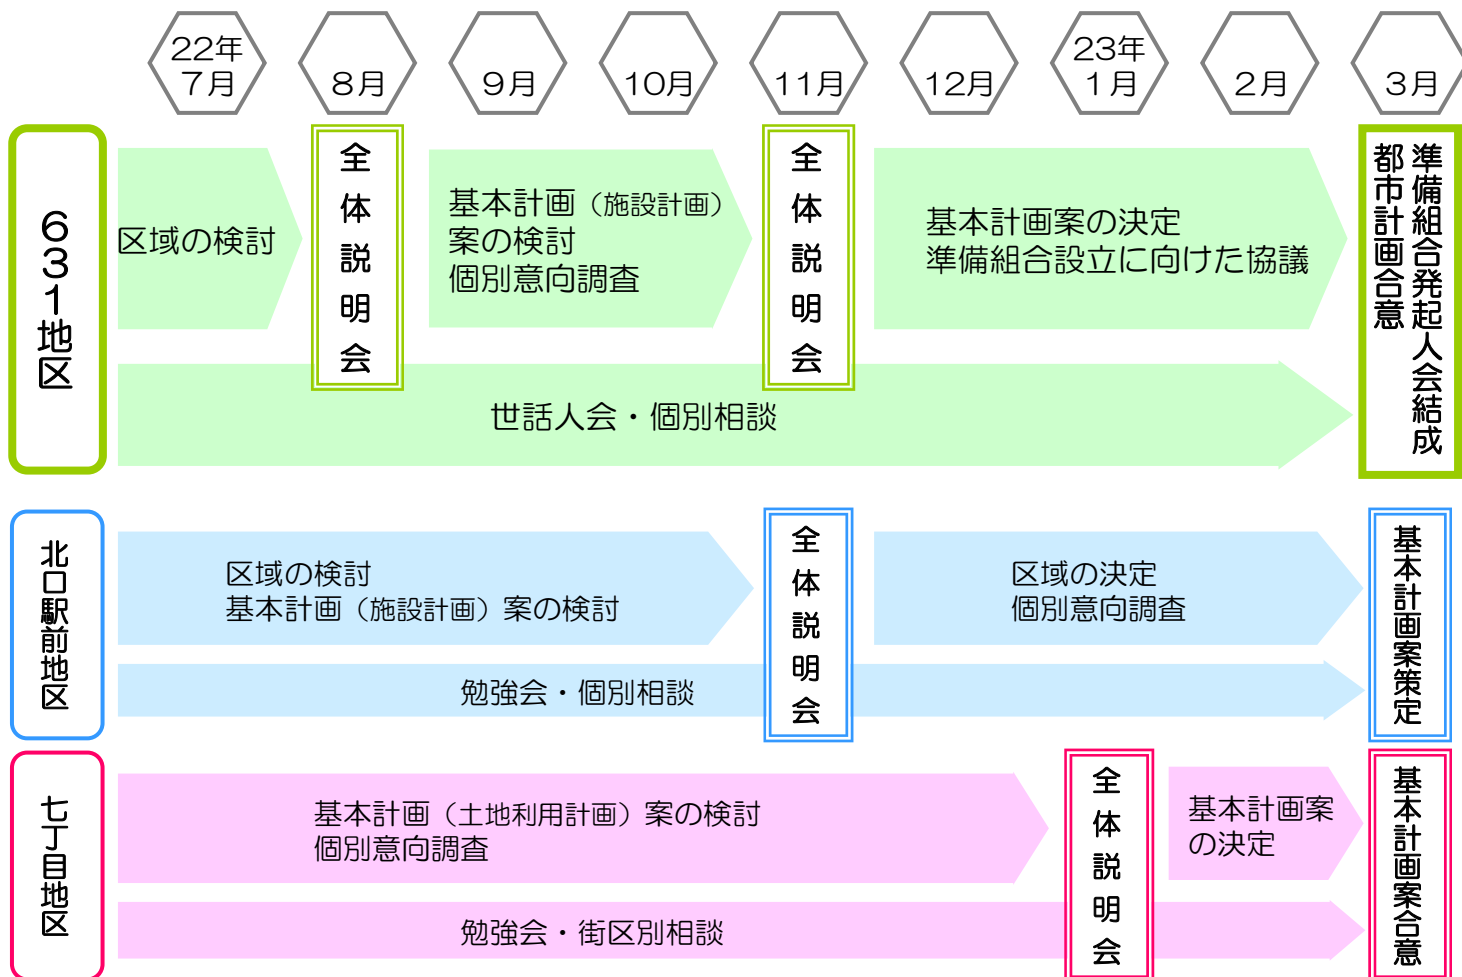 22年
7月
8月
9月
10月
11月
12月
23年
1月
2月
3月
631地区
区域の検討
全体説明会
基本計画（施設計画）
案の検討
個別意向調査
全体説明会
基本計画案の決定
準備組合設立に向けた協議
準備組合発起人会結成
都市計画合意
世話人会・個別相談
北口駅前地区
区域の検討
基本計画（施設計画）案の検討
全体説明会
区域の決定
個別意向調査
基本計画案策定
勉強会・個別相談
七丁目地区
基本計画（土地利用計画）案の検討
個別意向調査
全体説明会
基本計画案
の決定
基本計画案合意
勉強会・街区別相談